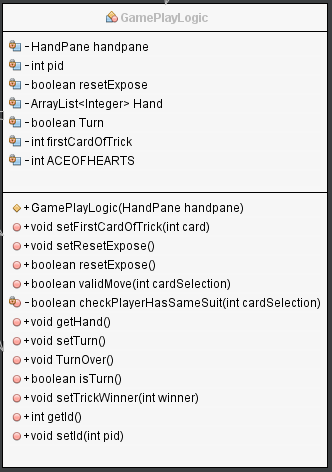 GamePlayLogic
- HandPane handpane
- int pid
- boolean resetExpose
- ArrayList<Integer> Hand
- boolean Turn
- int firstCardOfTrick
- int ACEOFHEARTS
+ GamePlayLogic(HandPane handpane)
+ void setFirstCardOfTrick(int card)
+ void setResetExpose()
+ boolean resetExpose()
+ boolean validMove(int cardSelection)
- boolean checkPlayerHasSameSuit(int cardSelection)
+ void getHand()
+ void setTurn()
+ void TurnOver()
+ boolean isTurn()
+ void setTrickWinner(int winner)
+ int getId()
+ void setId(int pid)